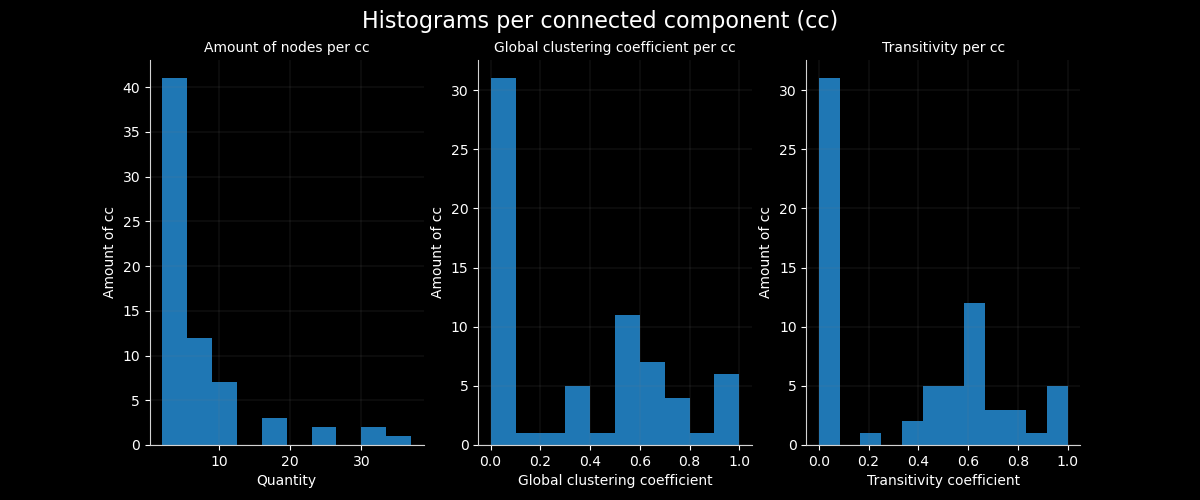 Histograms per connected component (cc)
Amount of nodes per cc
Global clustering coefficient per cc
Transitivity per cc
Amount of cc
40
35
30
25
20
15
10
5
0
10 20 30
Quantity
Amount of cc
30
25
20
15
10
5
0
0.0 0.2 0.4 0.6 0.8 1.0
Global clustering coefficient
Amount of cc
30
25
20
15
10
5
0
0.0 0.2 0.4 0.6 0.8 1.0
Transitivity coefficient